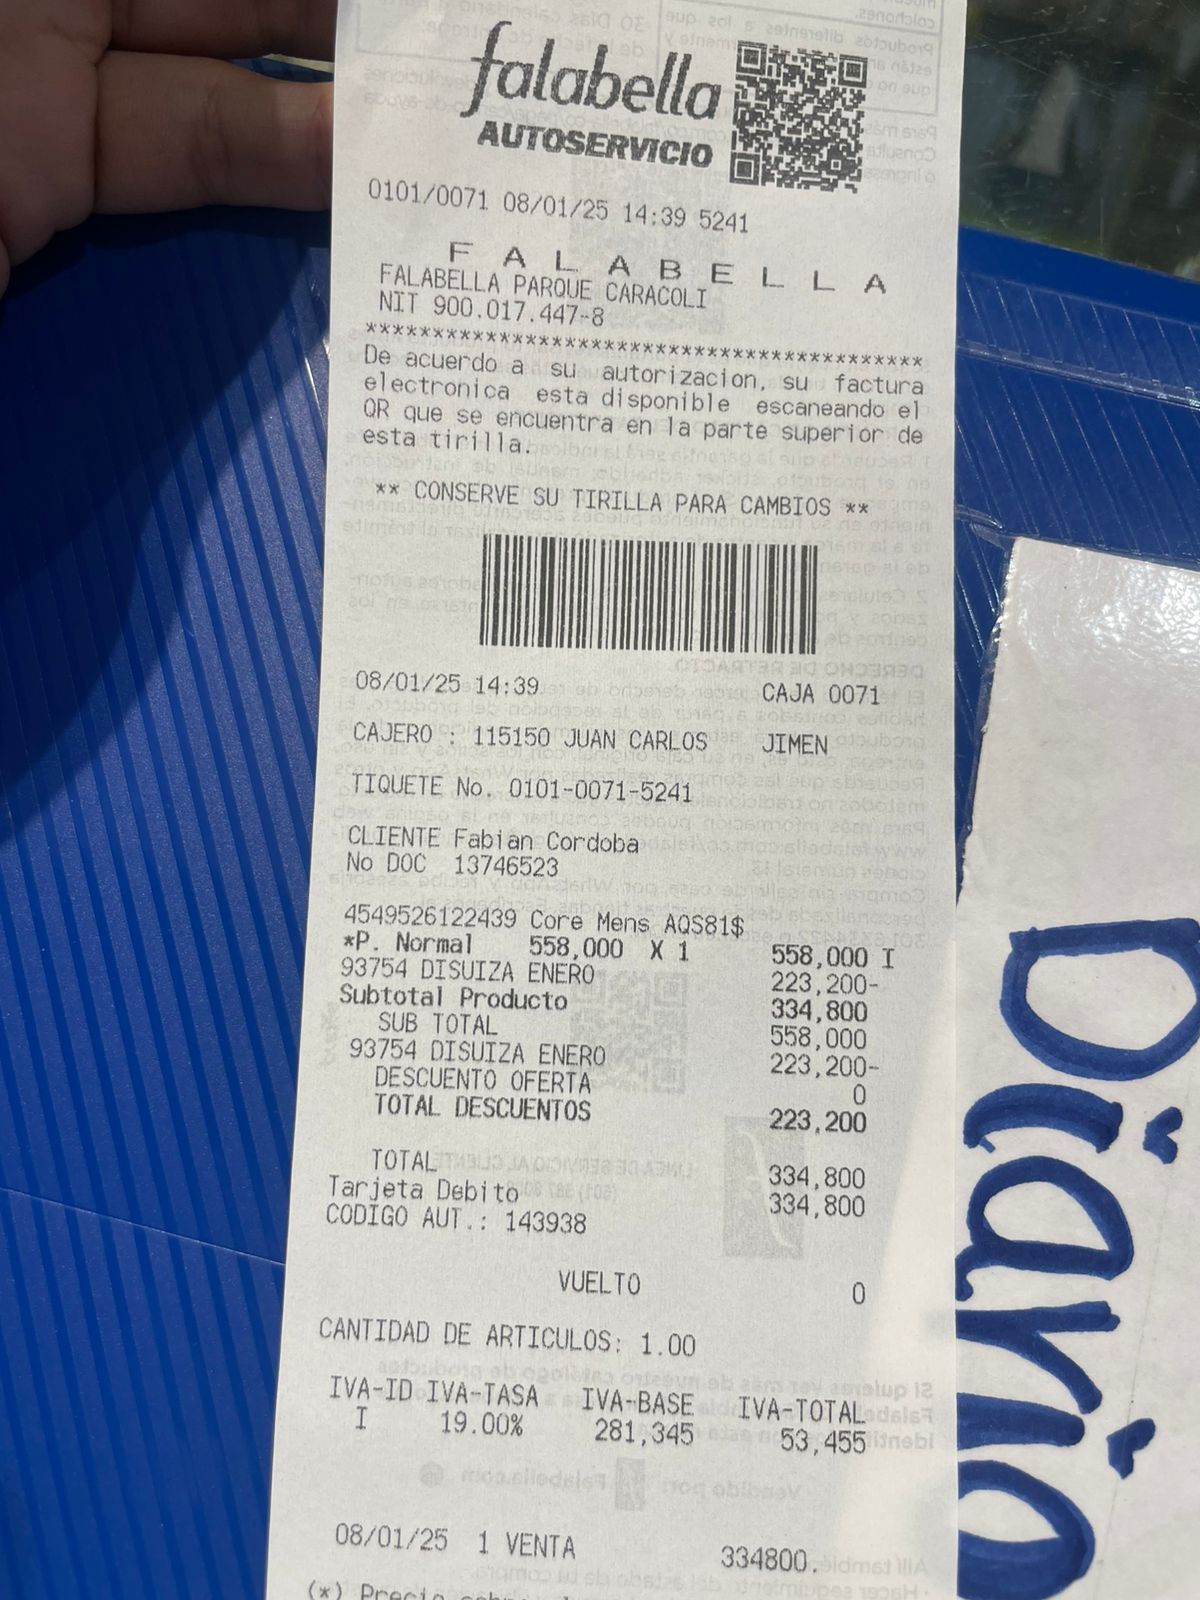 falabella
AUTOSERVICIO
0101/0071 08/01/25 14:39 5241
F A L A B E L L A
FALABELLA PARQUE CARACOLI
NIT 900.017.447-8
******************************************
De acuerdo a su autorizacion, su factura
electronica esta disponible escaneando el
QR que se encuentra en la parte superior de
esta tirilla.
** CONSERVE SU TIRILLA PARA CAMBIOS **
08/01/25 14:39 CAJA 0071
CAJERO : 115150 JUAN CARLOS JIMEN
TIQUETE No. 0101-0071-5241
CLIENTE Fabian Cordoba
No DOC 13746523
4549526122439 Core Mens AQS81$
*P. Normal 558,000 X 1 558,000 I
93754 DISUIZA ENERO 223,200-
Subtotal Producto 334,800
SUB TOTAL 558,000
93754 DISUIZA ENERO 223,200-
DESCUENTO OFERTA 0
TOTAL DESCUENTOS 223,200
TOTAL 334,800
Tarjeta Debito 334,800
CODIGO AUT.: 143938
VUELTO 0
CANTIDAD DE ARTICULOS: 1.00
IVA-ID IVA-TASA IVA-BASE IVA-TOTAL
I 19.00% 281,345 53,455
08/01/25 1 VENTA 334800.
(*) Precio
Diario